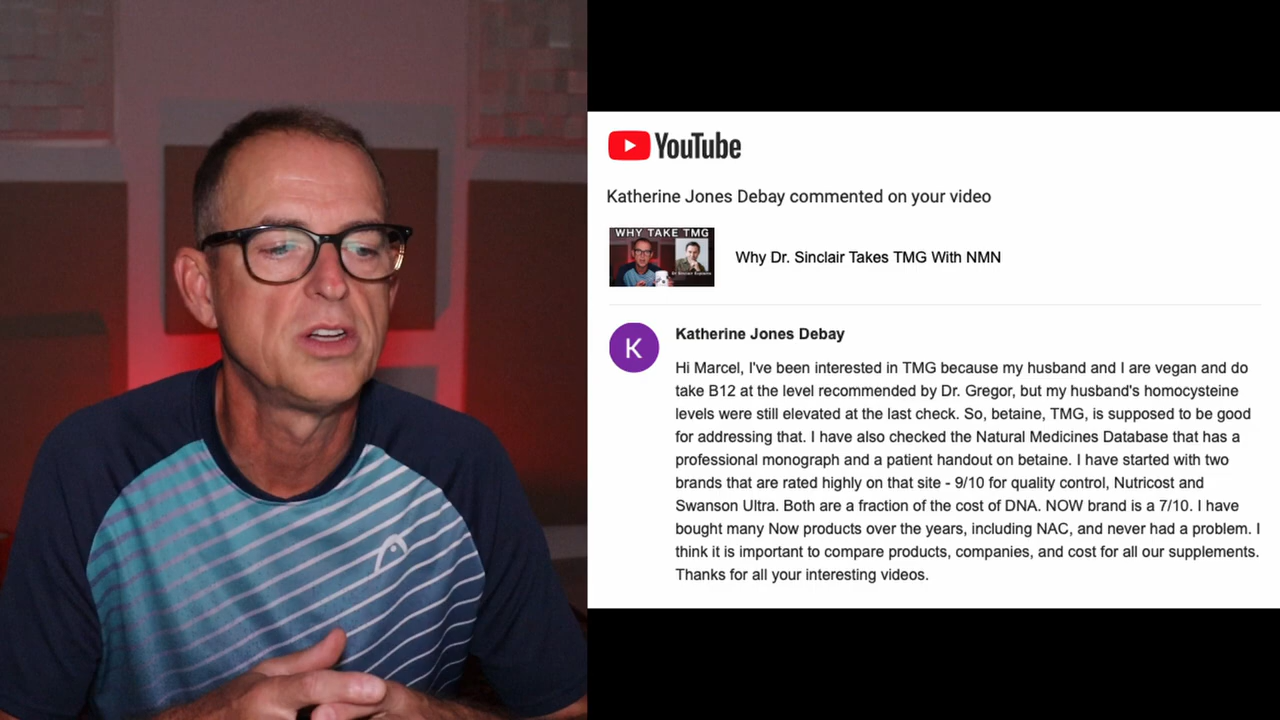 YouTube
Katherine Jones Debay commented on your video
WHY TAKE TMG
Why Dr. Sinclair Takes TMG With NMN
K
Katherine Jones Debay
Hi Marcel, I've been interested in TMG because my husband and I are vegan and do
take B12 at the level recommended by Dr. Gregor, but my husband's homocysteine
levels were still elevated at the last check. So, betaine, TMG, is supposed to be good
for addressing that. I have also checked the Natural Medicines Database that has a
professional monograph and a patient handout on betaine. I have started with two
brands that are rated highly on that site - 9/10 for quality control, Nutricost and
Swanson Ultra. Both are a fraction of the cost of DNA. NOW brand is a 7/10. I have
bought many Now products over the years, including NAC, and never had a problem. I
think it is important to compare products, companies, and cost for all our supplements.
Thanks for all your interesting videos.